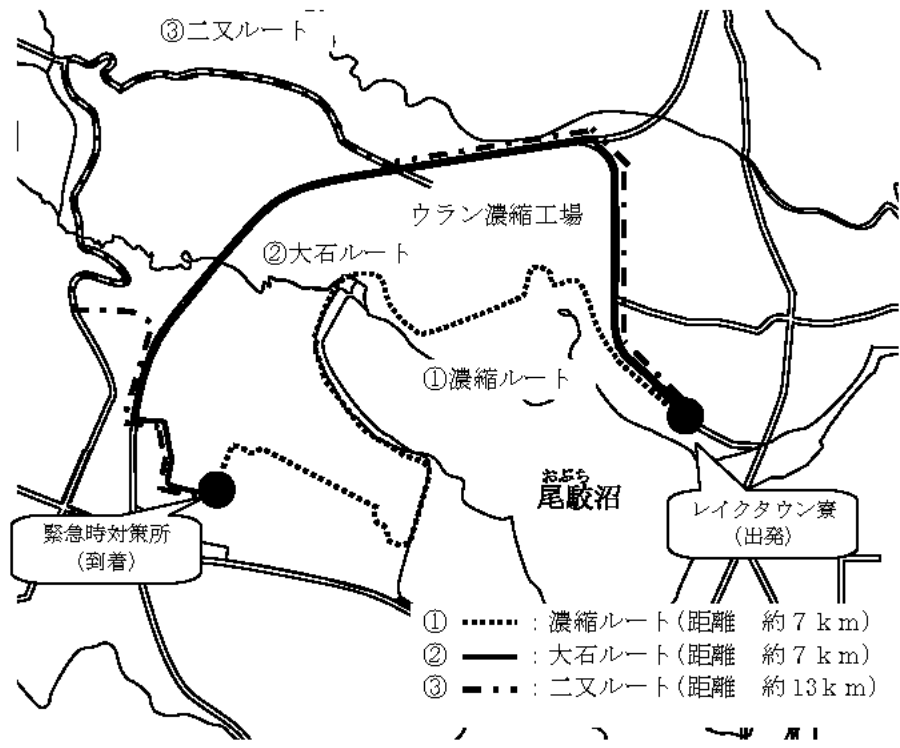 ③二又ルート
ウラン濃縮工場
②大石ルート
①濃縮ルート
おぶち
尾駮沼
レイクタウン寮
(出発)
緊急時対策所
(到着)
① : 濃縮ルート(距離 約7km)
② : 大石ルート(距離 約7km)
③ : 二又ルート(距離 約13km)